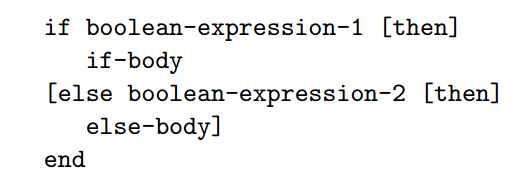 if boolean-expression-1 [then]
if-body
[else boolean-expression-2 [then]
else-body]
end